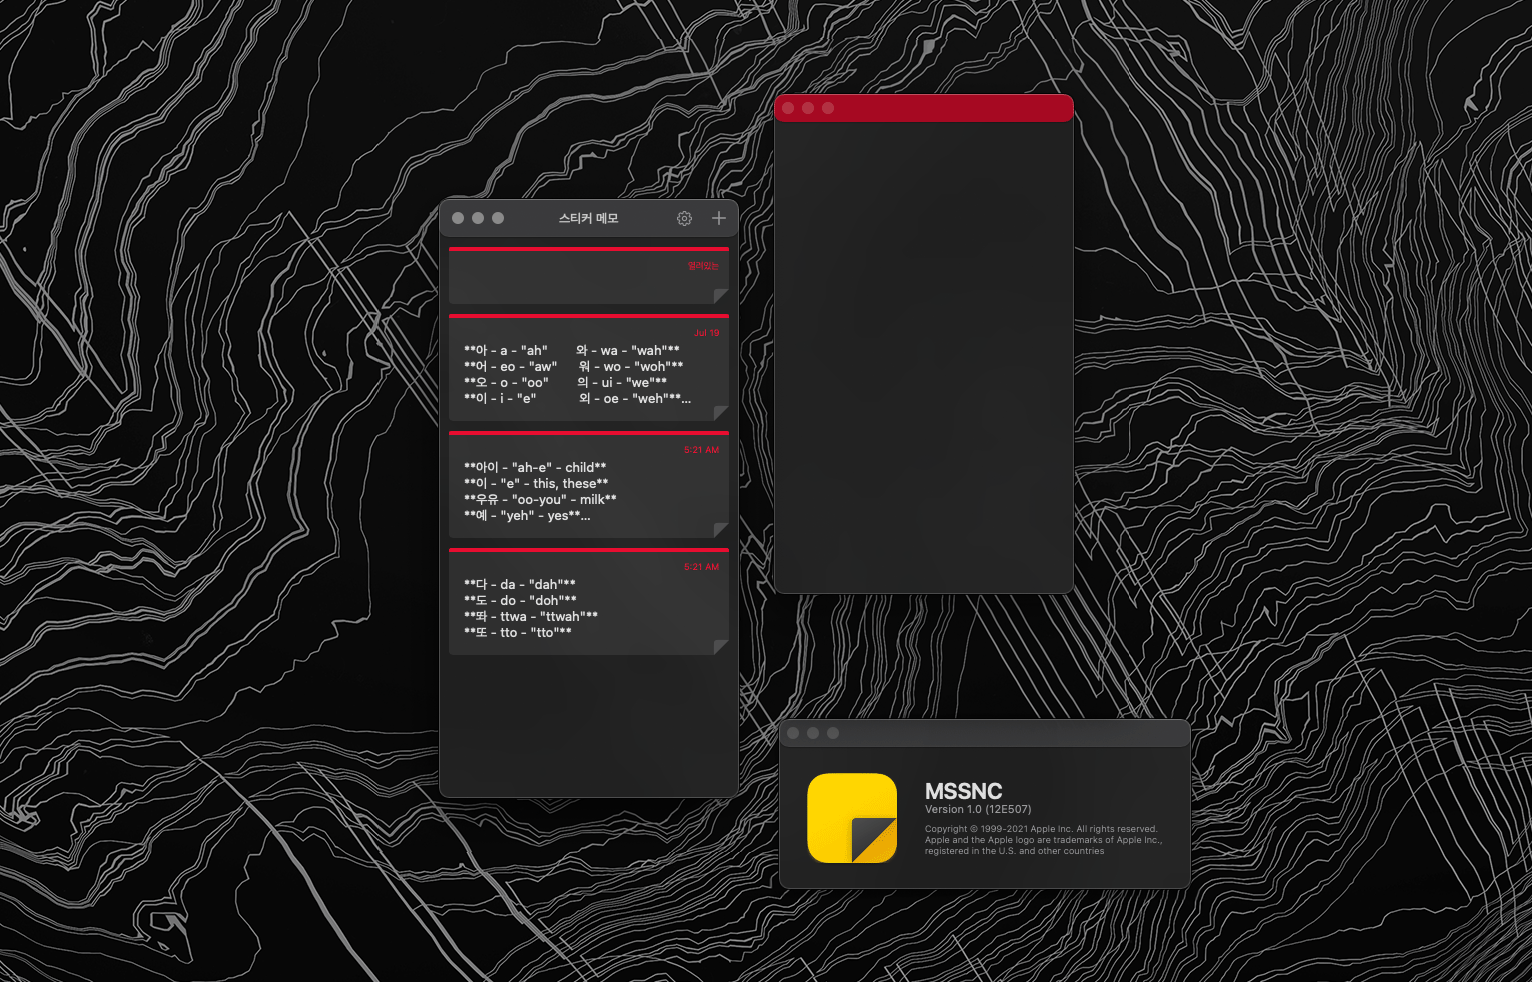 스티커 메모
열려있는
Jul 19
**아 - a - "ah" 와 - wa - "wah"**
**어 - eo - "aw" 워 - wo - "woh"**
**오 - o - "oo" 의 - ui - "we"**
**이 - i - "e" 외 - oe - "weh"**...
5:21 AM
**아이 - "ah-e" - child**
**이 - "e" - this, these**
**우유 - "oo-you" - milk**
**예 - "yeh" - yes**...
5:21 AM
**다 - da - "dah"**
**도 - do - "doh"**
**똬 - ttwa - "ttwah"**
**또 - tto - "tto"**
MSSNC
Version 1.0 (12E507)
Copyright © 1999-2021 Apple Inc. All rights reserved.
Apple and the Apple logo are trademarks of Apple Inc.,
registered in the U.S. and other countries